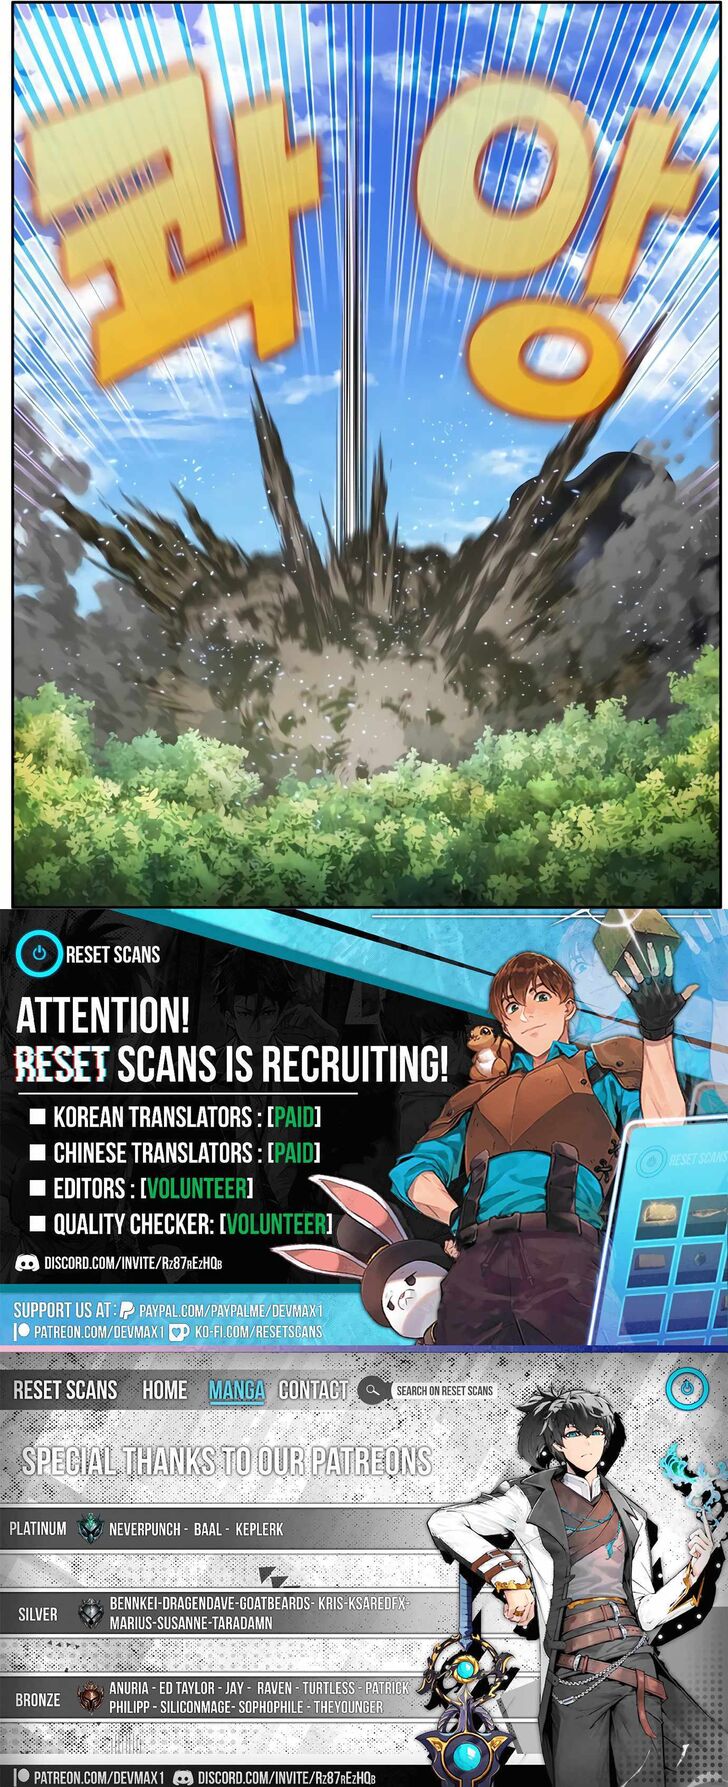 쾅 앙
RESET SCANS
ATTENTION!
RESET SCANS IS RECRUITING!
KOREAN TRANSLATORS : [PAID]
CHINESE TRANSLATORS : [PAID]
EDITORS : [VOLUNTEER]
QUALITY CHECKER: [VOLUNTEER]
RESET SCANS
DISCORD.COM/INVITE/RZ87REZHQB
SUPPORT US AT: PAYPAL.COM/PAYPALME/DEVMAX1
PATREON.COM/DEVMAX1 KO-FI.COM/RESETSCANS
RESET SCANS HOME MANGA CONTACT SEARCH ON RESET SCANS
SPECIAL THANKS TO OUR PATREONS
PLATINUM NEVERPUNCH - BAAL - KEPLERK
SILVER BENNKEI-DRAGENDAVE-GOATBEARDS- KRIS-KSAREDFX-
MARIUS-SUSANNE-TARADAMN
BRONZE ANURIA - ED TAYLOR - JAY - RAVEN - TURTLESS - PATRICK
PHILIPP - SILICONMAGE- SOPHOPHILE - THEYOUNGER
PATREON.COM/DEVMAX1 DISCORD.COM/INVITE/RZ87REZHQB